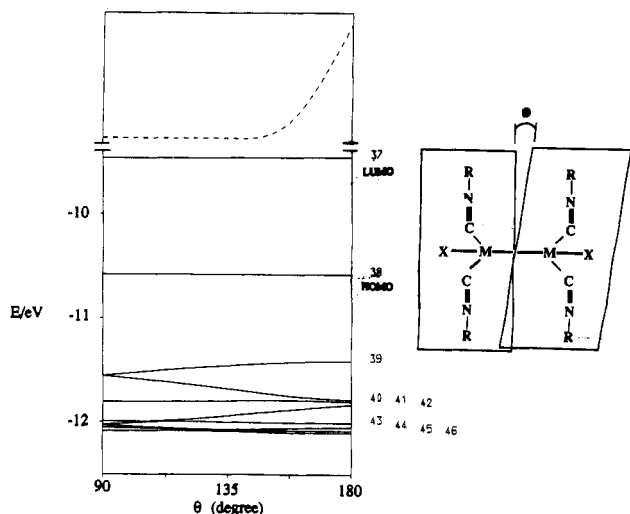 37
LUMO
-10
38
HOMO
E/eV
-11
39
40 41 42
-12
43 44 45 46
90
135
180
θ (degree)
θ
R
R
N
N
C
C
X
M
M
X
C
C
N
N
R
R